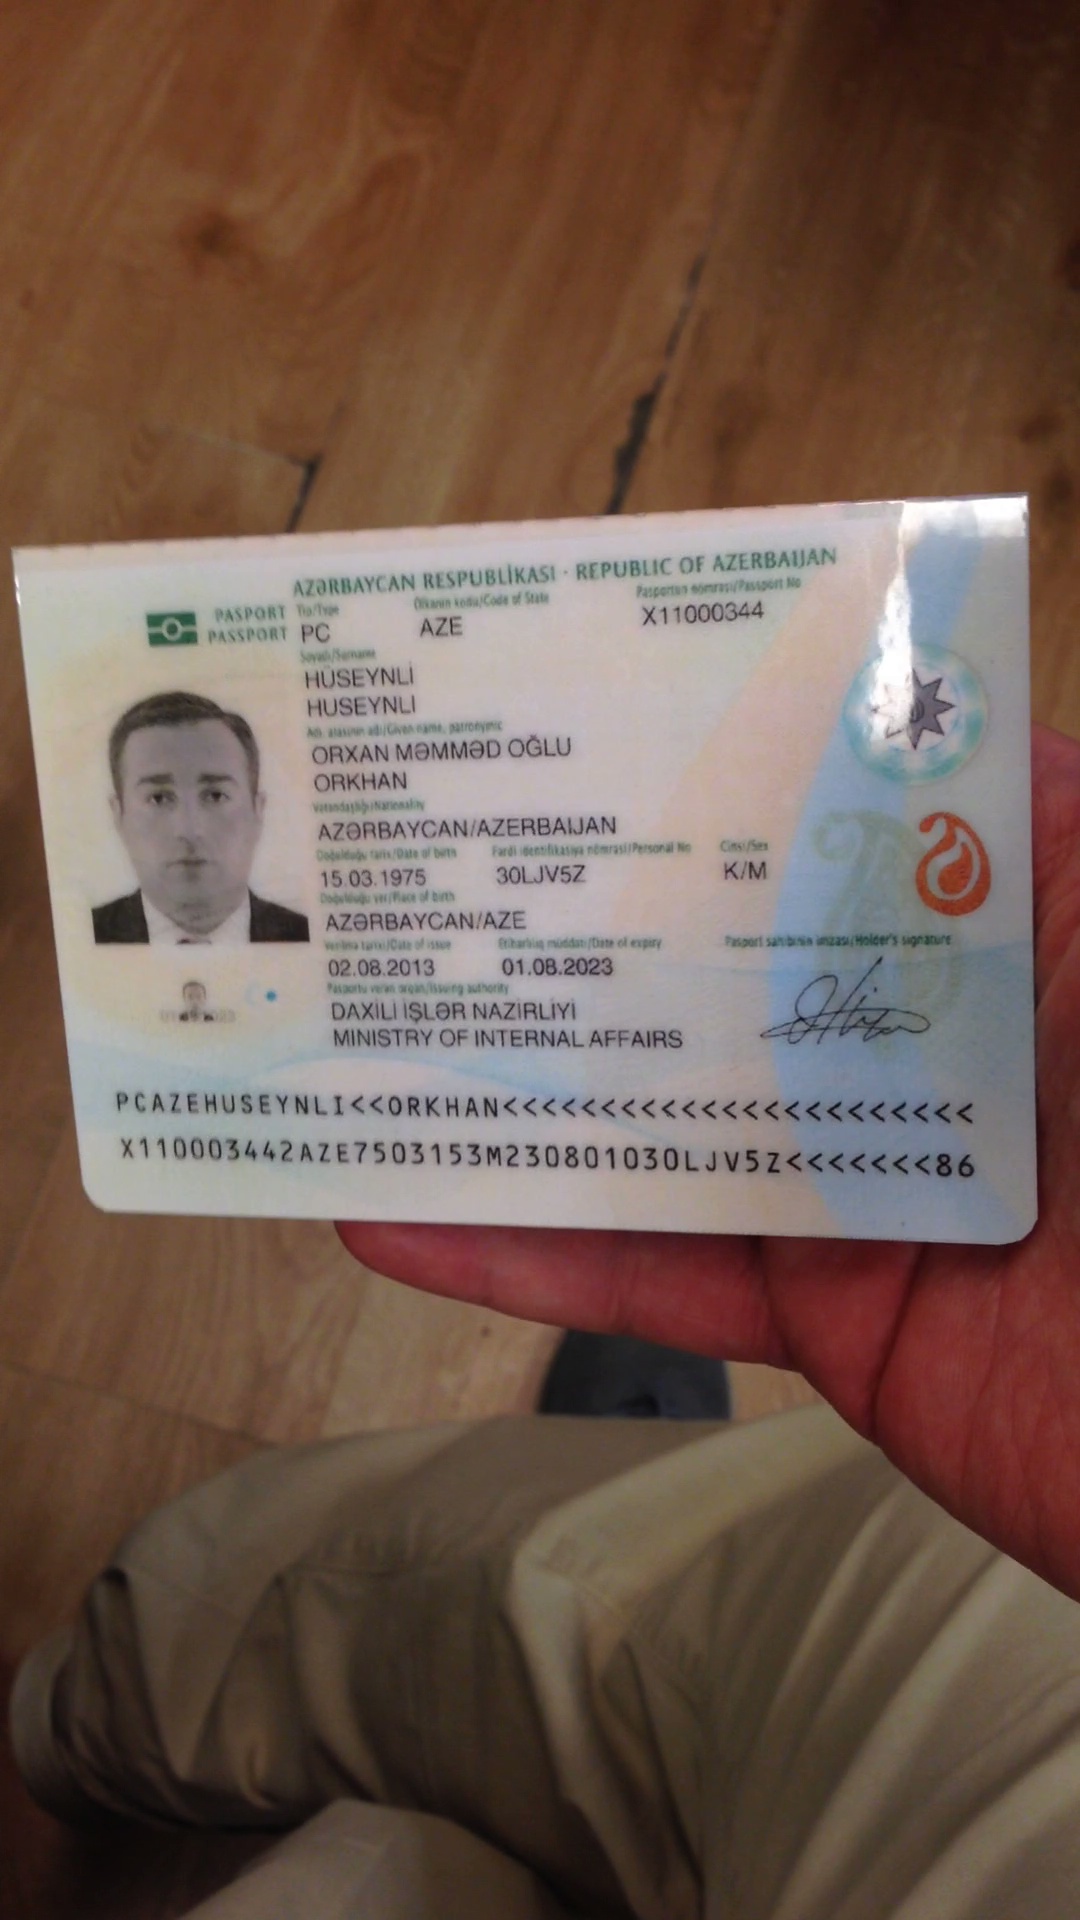 AZƏRBAYCAN RESPUBLİKASI · REPUBLIC OF AZERBAIJAN
PASPORT
PASSPORT
Tip/Type
Ölkənin kodu/Code of State
Pasportun nömrəsi/Passport No
PC
AZE
X11000344
Soyadı/Surname
HÜSEYNLİ
HUSEYNLI
Adı, atasının adı/Given name, patronymic
ORXAN MƏMMƏD OĞLU
ORKHAN
Vətəndaşlığı/Nationality
AZƏRBAYCAN/AZERBAIJAN
Doğulduğu tarix/Date of birth
Fərdi identifikasiya nömrəsi/Personal No
Cinsi/Sex
15.03.1975
30LJV5Z
K/M
Doğulduğu yer/Place of birth
AZƏRBAYCAN/AZE
Verilmə tarixi/Date of issue
Etibarlılıq müddəti/Date of expiry
Pasport sahibinin imzası/Holder's signature
02.08.2013
01.08.2023
Pasportu verən orqan/Issuing authority
DAXİLİ İŞLƏR NAZİRLİYİ
MINISTRY OF INTERNAL AFFAIRS
PCAZEHUSEYNLI<<ORKHAN<<<<<<<<<<<<<<<<<<<<<<<
X110003442AZE7503153M230801030LJV5Z<<<<<<<86